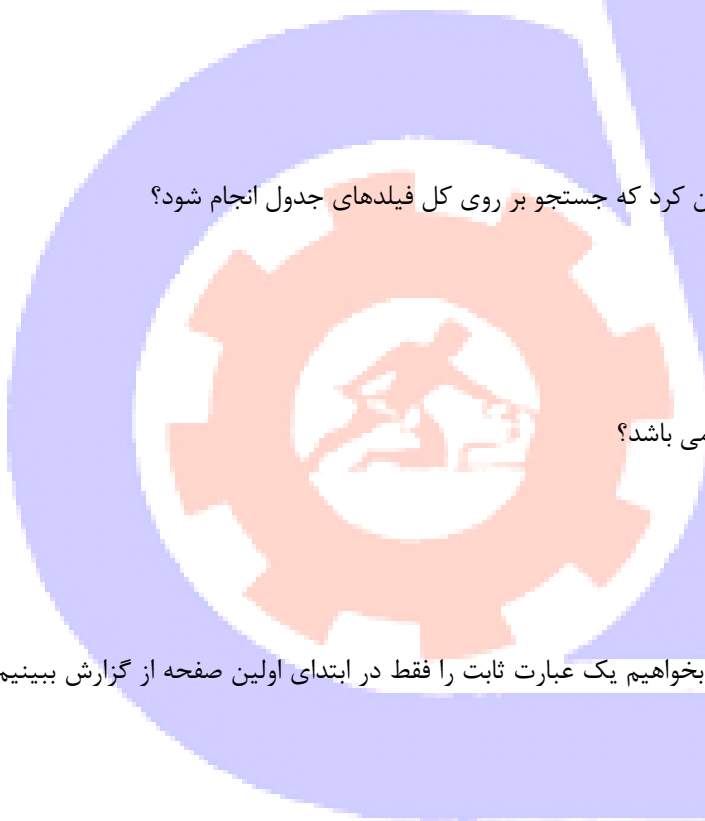 کرد که جستجو بر روی کل فیلدهای جدول انجام شود؟
می باشد؟
بخواهیم یک عبارت ثابت را فقط در ابتدای اولین صفحه از گزارش ببینیم